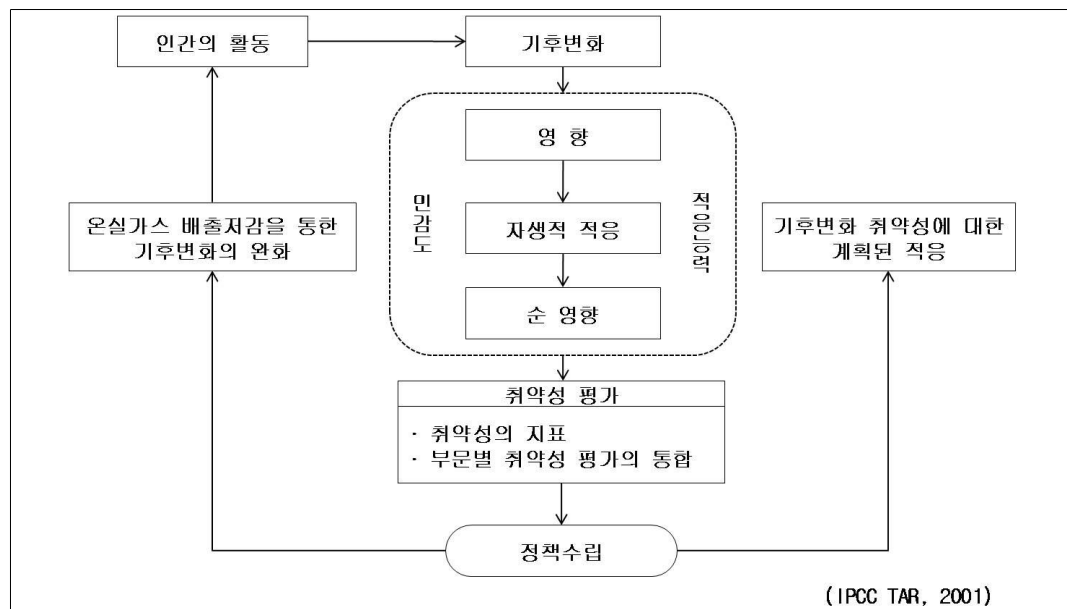 인간의 활동
기후변화
영 향
민감도
적응능력
자생적 적응
온실가스 배출저감을 통한
기후변화의 완화
기후변화 취약성에 대한
계획된 적응
순 영향
취약성 평가
· 취약성의 지표
· 부문별 취약성 평가의 통합
정책수립
(IPCC TAR, 2001)